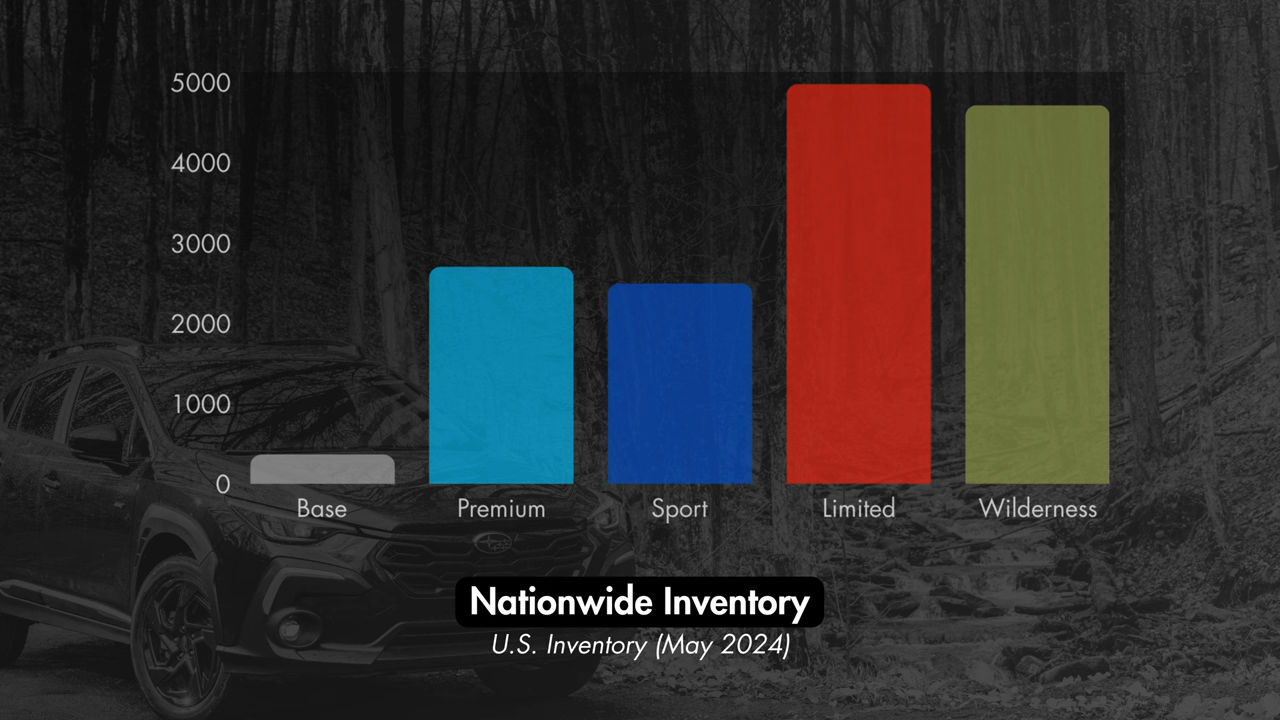 5000
4000
3000
2000
1000
0
Base Premium Sport Limited Wilderness
Nationwide Inventory
U.S. Inventory (May 2024)